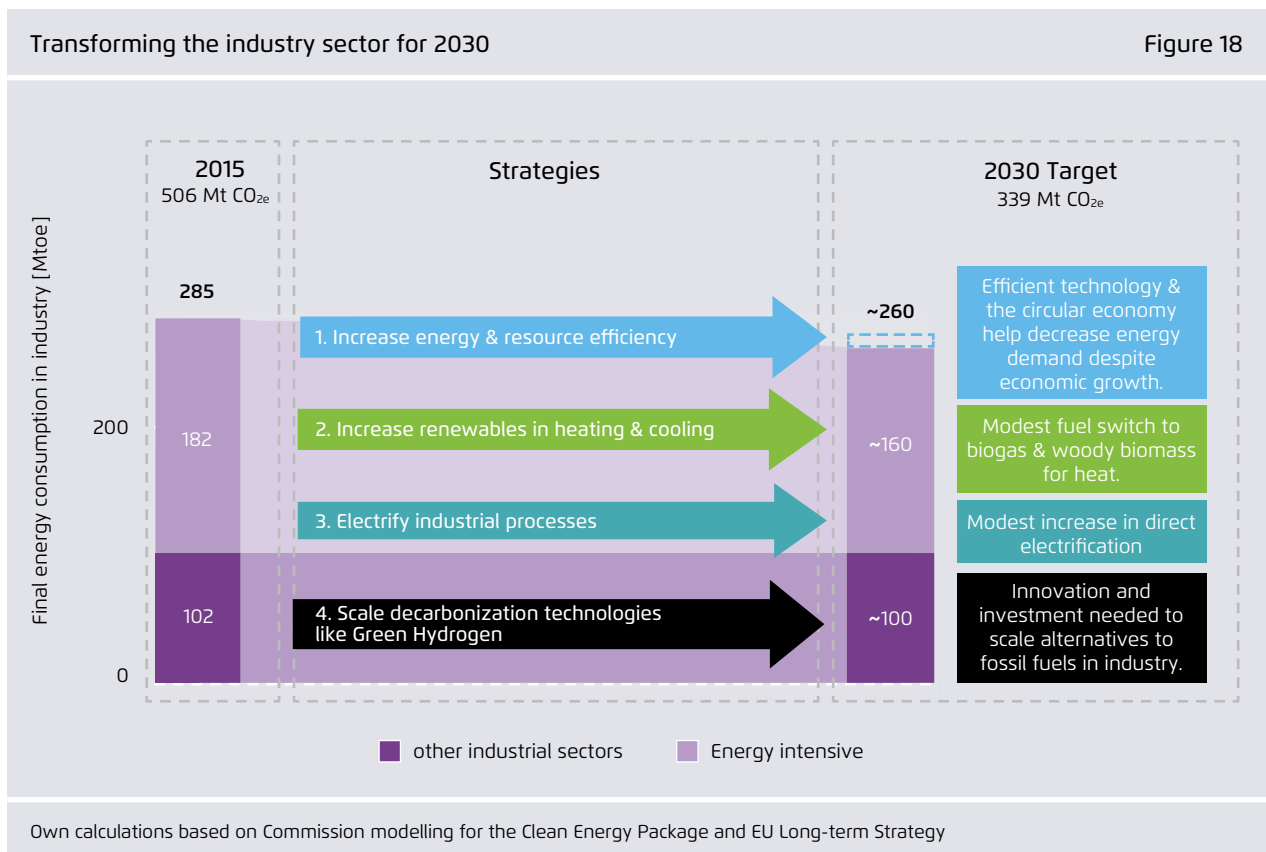 Transforming the industry sector for 2030
Figure 18
Final energy consumption in industry [Mtoe]
200
0
2015
506 Mt CO2e
285
182
102
Strategies
1. Increase energy & resource efficiency
2. Increase renewables in heating & cooling
3. Electrify industrial processes
4. Scale decarbonization technologies
like Green Hydrogen
2030 Target
339 Mt CO2e
~260
~160
~100
Efficient technology &
the circular economy
help decrease energy
demand despite
economic growth.
Modest fuel switch to
biogas & woody biomass
for heat.
Modest increase in direct
electrification
Innovation and
investment needed to
scale alternatives to
fossil fuels in industry.
other industrial sectors
Energy intensive
Own calculations based on Commission modelling for the Clean Energy Package and EU Long-term Strategy